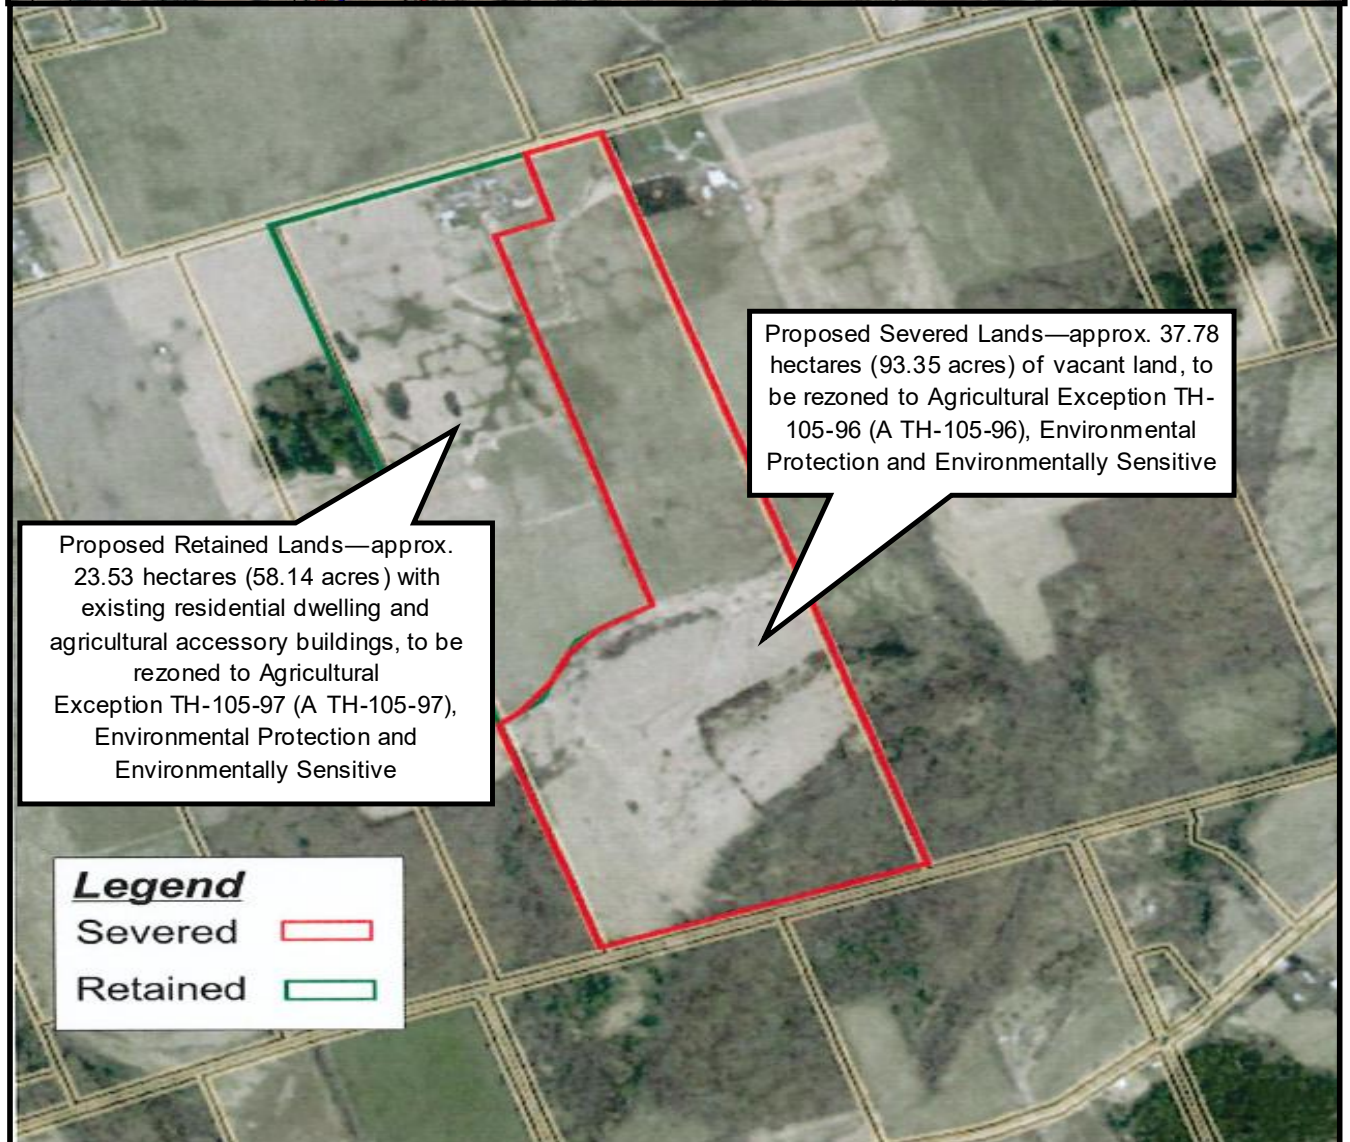 Proposed Severed Lands—approx. 37.78
hectares (93.35 acres) of vacant land, to
be rezoned to Agricultural Exception TH-
105-96 (A TH-105-96), Environmental
Protection and Environmentally Sensitive
Proposed Retained Lands—approx.
23.53 hectares (58.14 acres) with
existing residential dwelling and
agricultural accessory buildings, to be
rezoned to Agricultural
Exception TH-105-97 (A TH-105-97),
Environmental Protection and
Environmentally Sensitive
Legend
Severed
Retained